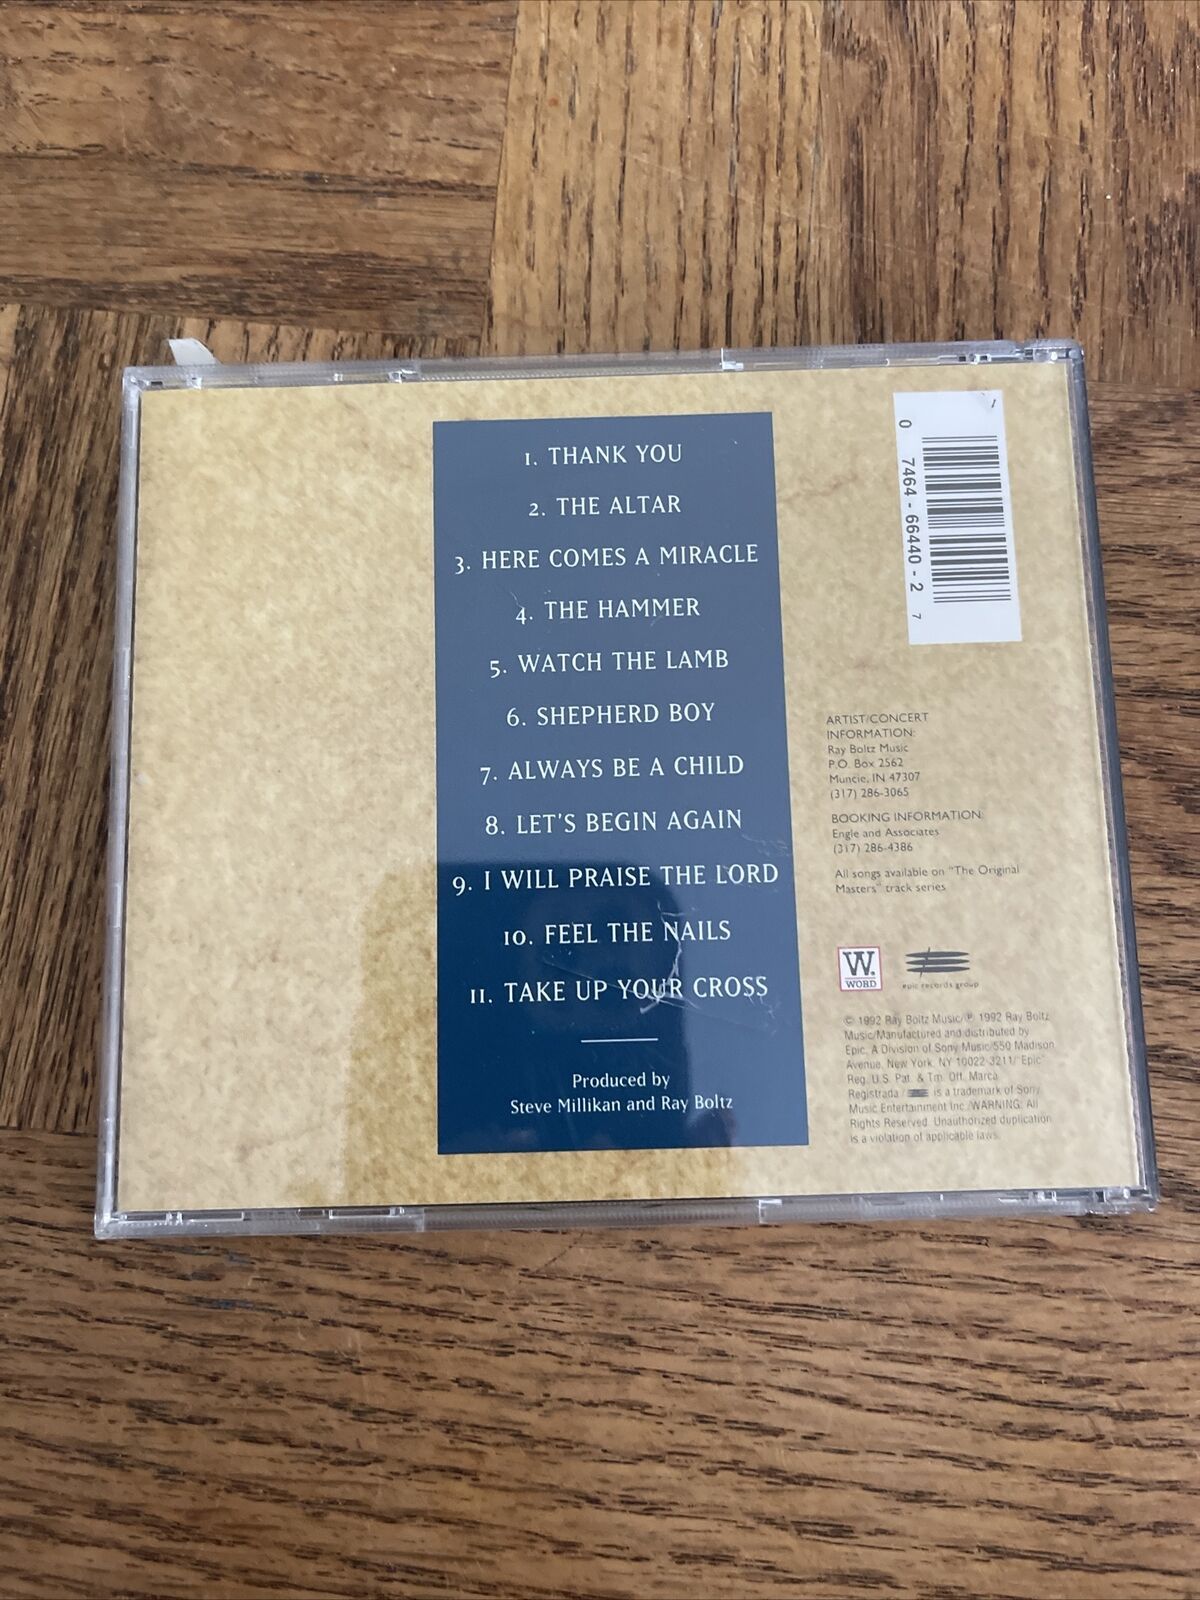 1. THANK YOU
2. THE ALTAR
3. HERE COMES A MIRACLE
4. THE HAMMER
5. WATCH THE LAMB
6. SHEPHERD BOY
7. ALWAYS BE A CHILD
8. LET'S BEGIN AGAIN
9. I WILL PRAISE THE LORD
10. FEEL THE NAILS
11. TAKE UP YOUR CROSS
Produced by
Steve Millikan and Ray Boltz
1
0 7464 - 66440 - 2 7
ARTIST/CONCERT
INFORMATION:
Ray Boltz Music
P.O. Box 2562
Muncie, IN 47307
(317) 286-3065
BOOKING INFORMATION:
Engle and Associates
(317) 286-4386
All songs available on "The Original
Masters" track series
W.
WORD
epic records group
© 1992 Ray Boltz Music/℗ 1992 Ray Boltz
Music/Manufactured and distributed by
Epic, A Division of Sony Music/550 Madison
Avenue, New York, NY 10022-3211/"Epic"
Reg. U.S. Pat. & Tm. Off. Marca
Registrada / is a trademark of Sony
Music Entertainment Inc./WARNING: All
Rights Reserved. Unauthorized duplication
is a violation of applicable laws.